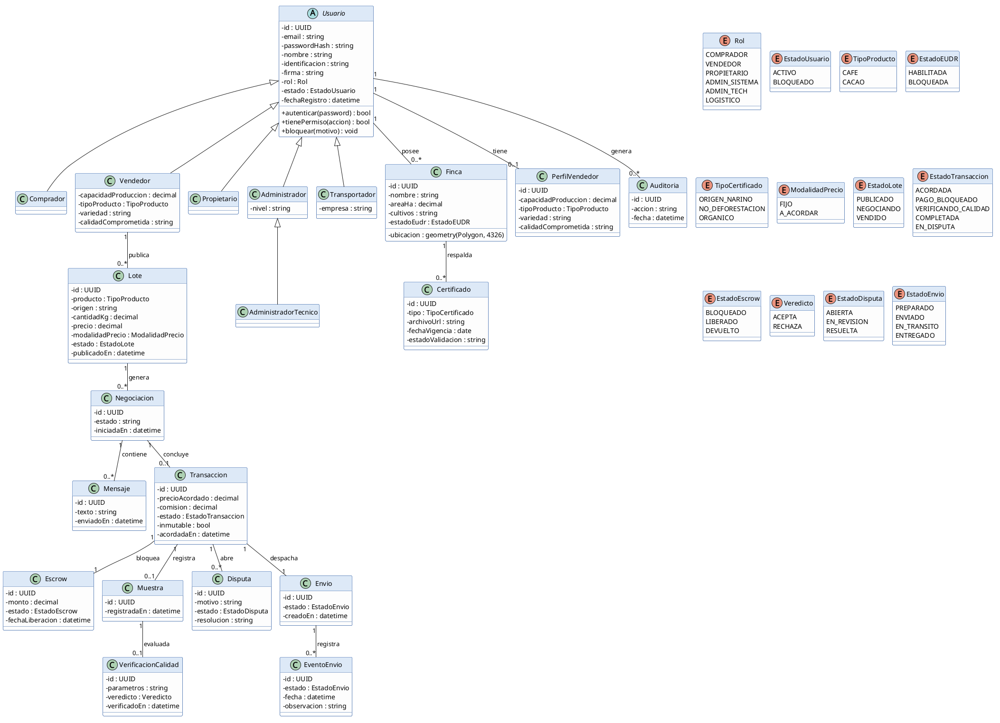 A Usuario
-id : UUID
-email : string
-passwordHash : string
-nombre : string
-identificacion : string
-firma : string
-rol : Rol
-estado : EstadoUsuario
-fechaRegistro : datetime
+autenticar(password) : bool
+tienePermiso(accion) : bool
+bloquear(motivo) : void
E Rol
COMPRADOR
VENDEDOR
PROPIETARIO
ADMIN_SISTEMA
ADMIN_TECH
LOGISTICO
E EstadoUsuario
ACTIVO
BLOQUEADO
E TipoProducto
CAFE
CACAO
E EstadoEUDR
HABILITADA
BLOQUEADA
1
1
1
posee
tiene
genera
0..*
0..1
0..*
C Comprador
C Vendedor
-capacidadProduccion : decimal
-tipoProducto : TipoProducto
-variedad : string
-calidadComprometida : string
C Propietario
C Administrador
-nivel : string
C Transportador
-empresa : string
C Finca
-id : UUID
-nombre : string
-areaHa : decimal
-cultivos : string
-estadoEudr : EstadoEUDR
-ubicacion : geometry(Polygon, 4326)
C PerfilVendedor
-id : UUID
-capacidadProduccion : decimal
-tipoProducto : TipoProducto
-variedad : string
-calidadComprometida : string
C Auditoria
-id : UUID
-accion : string
-fecha : datetime
E TipoCertificado
ORIGEN_NARINO
NO_DEFORESTACION
ORGANICO
E ModalidadPrecio
FIJO
A_ACORDAR
E EstadoLote
PUBLICADO
NEGOCIANDO
VENDIDO
E EstadoTransaccion
ACORDADA
PAGO_BLOQUEADO
VERIFICANDO_CALIDAD
COMPLETADA
EN_DISPUTA
1
publica
0..*
1
respalda
0..*
C Lote
-id : UUID
-producto : TipoProducto
-origen : string
-cantidadKg : decimal
-precio : decimal
-modalidadPrecio : ModalidadPrecio
-estado : EstadoLote
-publicadoEn : datetime
C AdministradorTecnico
C Certificado
-id : UUID
-tipo : TipoCertificado
-archivoUrl : string
-fechaVigencia : date
-estadoValidacion : string
E EstadoEscrow
BLOQUEADO
LIBERADO
DEVUELTO
E Veredicto
ACEPTA
RECHAZA
E EstadoDisputa
ABIERTA
EN_REVISION
RESUELTA
E EstadoEnvio
PREPARADO
ENVIADO
EN_TRANSITO
ENTREGADO
1
genera
0..*
C Negociacion
-id : UUID
-estado : string
-iniciadaEn : datetime
1
1
contiene
concluye
0..*
0..1
C Mensaje
-id : UUID
-texto : string
-enviadoEn : datetime
C Transaccion
-id : UUID
-precioAcordado : decimal
-comision : decimal
-estado : EstadoTransaccion
-inmutable : bool
-acordadaEn : datetime
1
1
1
1
bloquea
registra
abre
despacha
1
0..1
0..*
1
C Escrow
-id : UUID
-monto : decimal
-estado : EstadoEscrow
-fechaLiberacion : datetime
C Muestra
-id : UUID
-registradaEn : datetime
C Disputa
-id : UUID
-motivo : string
-estado : EstadoDisputa
-resolucion : string
C Envio
-id : UUID
-estado : EstadoEnvio
-creadoEn : datetime
1
evaluada
0..1
1
registra
0..*
C VerificacionCalidad
-id : UUID
-parametros : string
-veredicto : Veredicto
-verificadoEn : datetime
C EventoEnvio
-id : UUID
-estado : EstadoEnvio
-fecha : datetime
-observacion : string